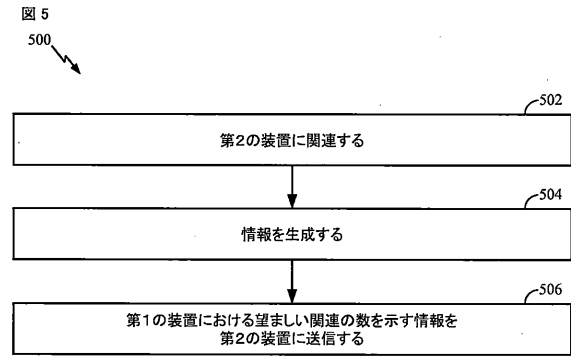 図 5
500
502
第2の装置に関連する
504
情報を生成する
506
第1の装置における望ましい関連の数を示す情報を
第2の装置に送信する